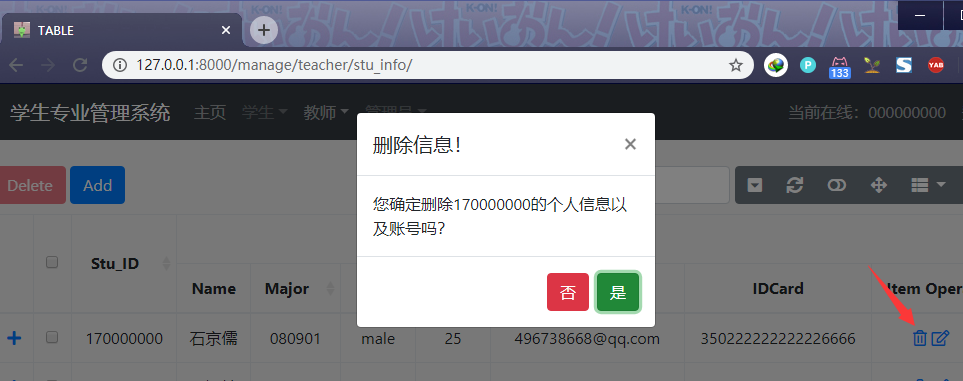 K-ON!
K-ON!
TABLE
127.0.0.1:8000/manage/teacher/stu_info/
133
YAB
学生专业管理系统 主页 学生 教师 管理员 当前在线：000000000
删除信息！ ×
Delete Add
您确定删除170000000的个人信息以
及账号吗？
否 是
Stu_ID
Name Major IDCard Item Oper
170000000 石京儒 080901 male 25 496738668@qq.com 350222222222226666